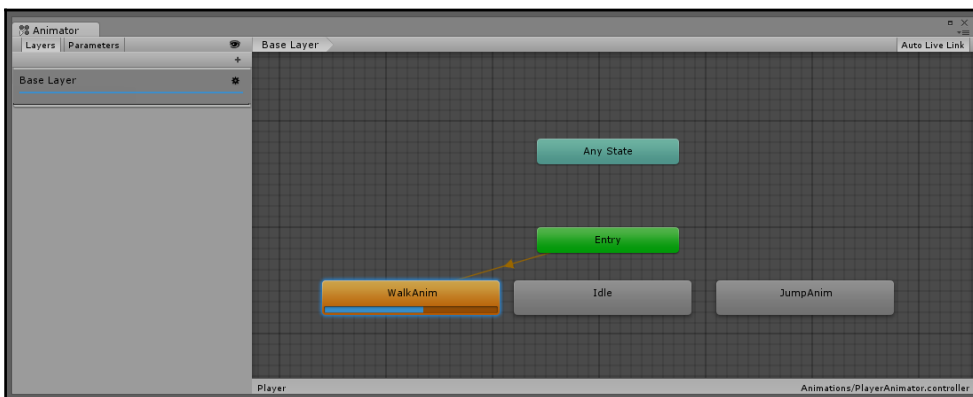 Animator
Layers Parameters
Base Layer
Auto Live Link
+
Base Layer
Any State
Entry
WalkAnim
Idle
JumpAnim
Player
Animations/PlayerAnimator.controller